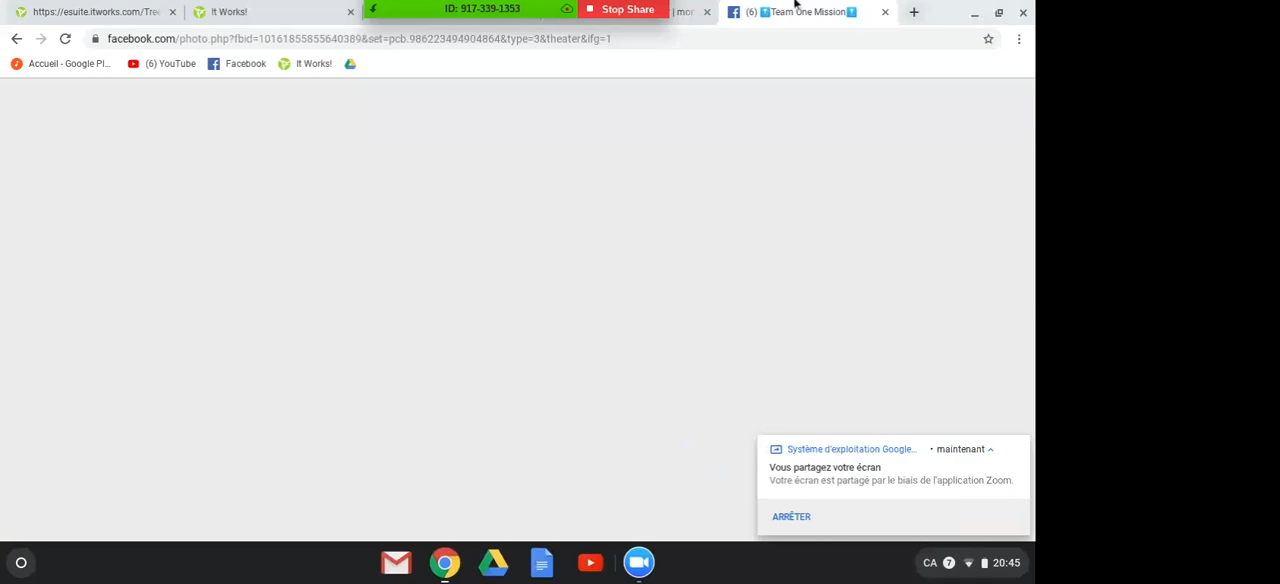 https://esuite.itworks.com/Tree
It Works!
ID: 917-339-1353
Stop Share
| mon
(6) Team One Mission
facebook.com/photo.php?fbid=10161855855640389&set=pcb.986223494904864&type=3&theater&ifg=1
Accueil - Google Pl...
(6) YouTube
Facebook
It Works!
Système d'exploitation Google...
• maintenant
Vous partagez votre écran
Votre écran est partagé par le biais de l'application Zoom.
ARRÊTER
CA 7 20:45